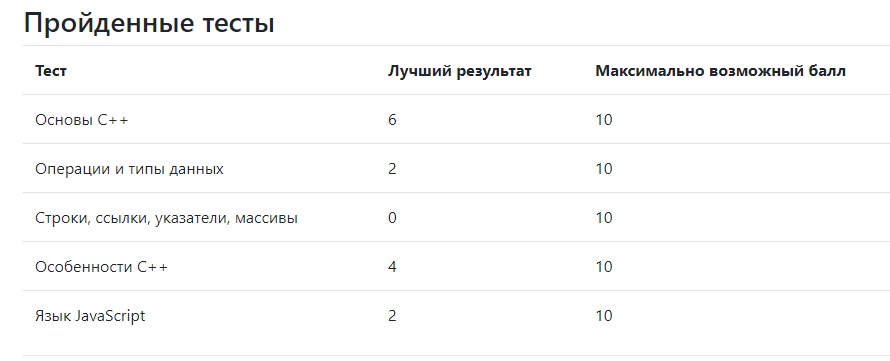 Пройденные тесты
Тест Лучший результат Максимально возможный балл
Основы C++ 6 10
Операции и типы данных 2 10
Строки, ссылки, указатели, массивы 0 10
Особенности C++ 4 10
Язык JavaScript 2 10